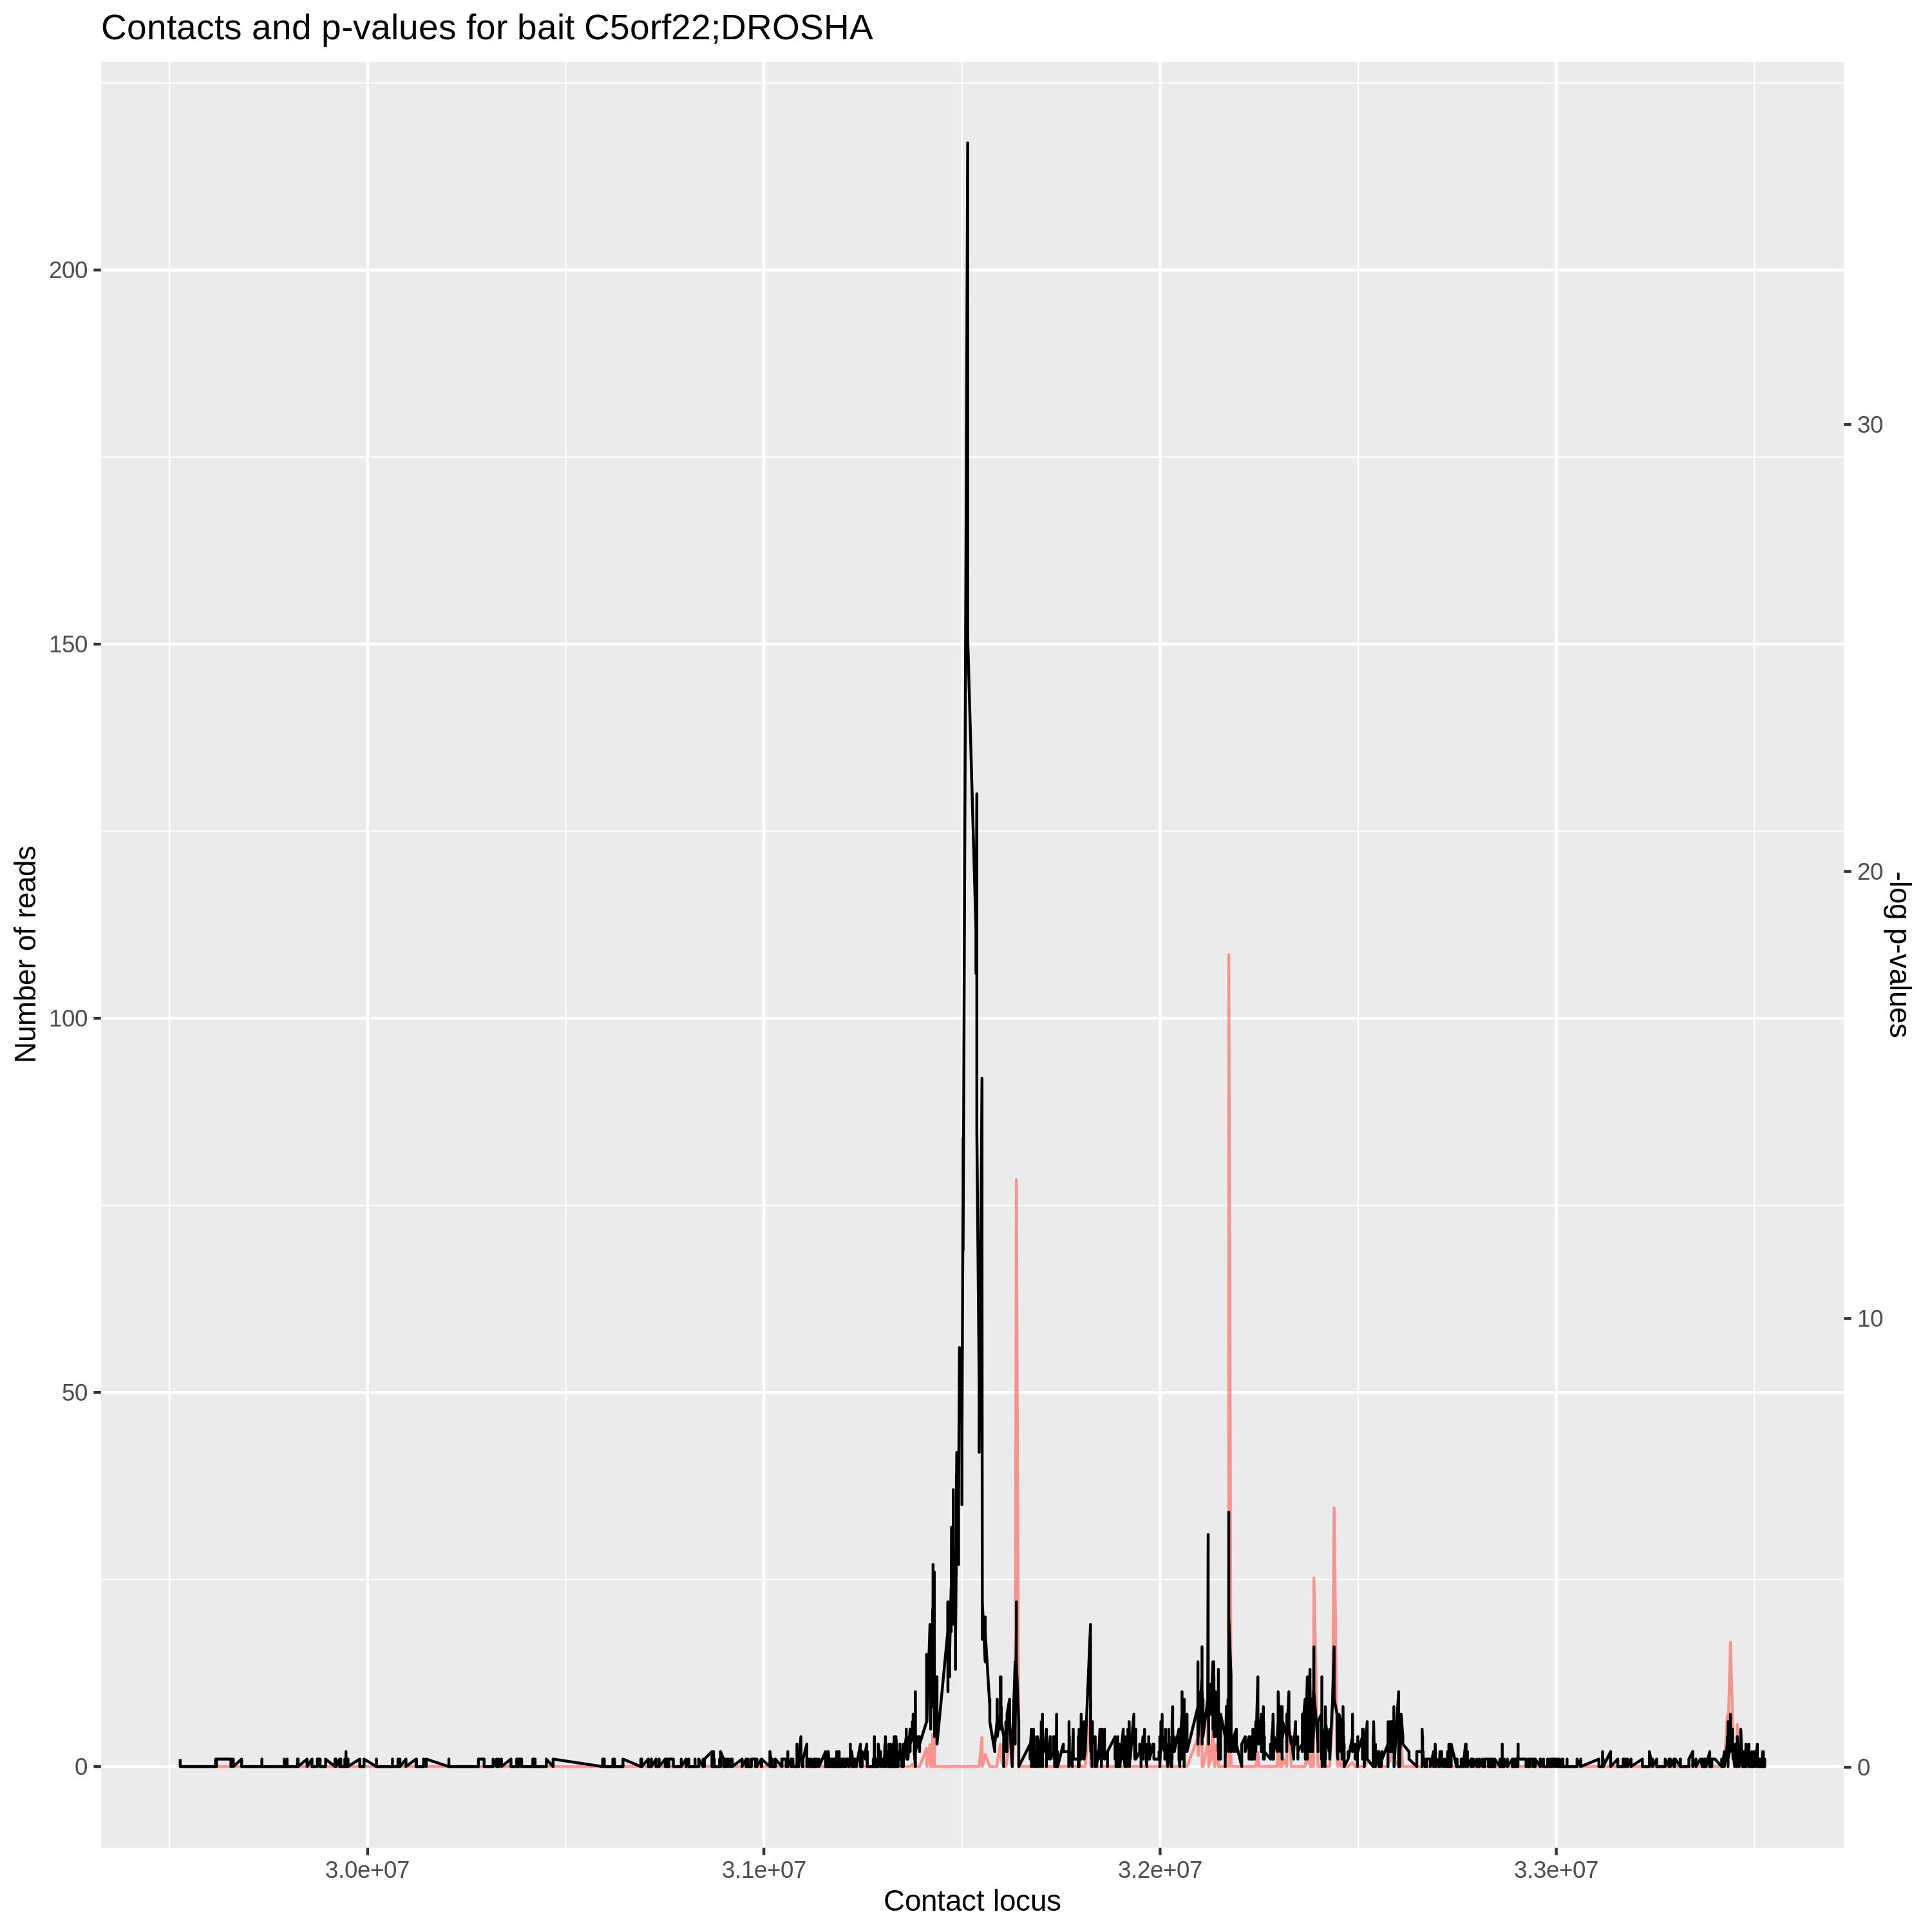 Contacts and p-values for bait C5orf22;DROSHA
200
150
100
50
0
Number of reads
30
20
10
0
-log p-values
3.0e+07 3.1e+07 3.2e+07 3.3e+07
Contact locus